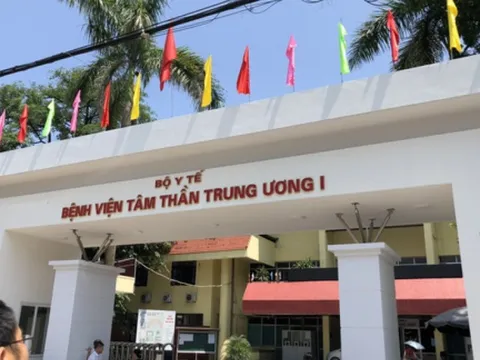 BỘ Y TẾ
BỆNH VIỆN TÂM THẦN TRUNG ƯƠNG I